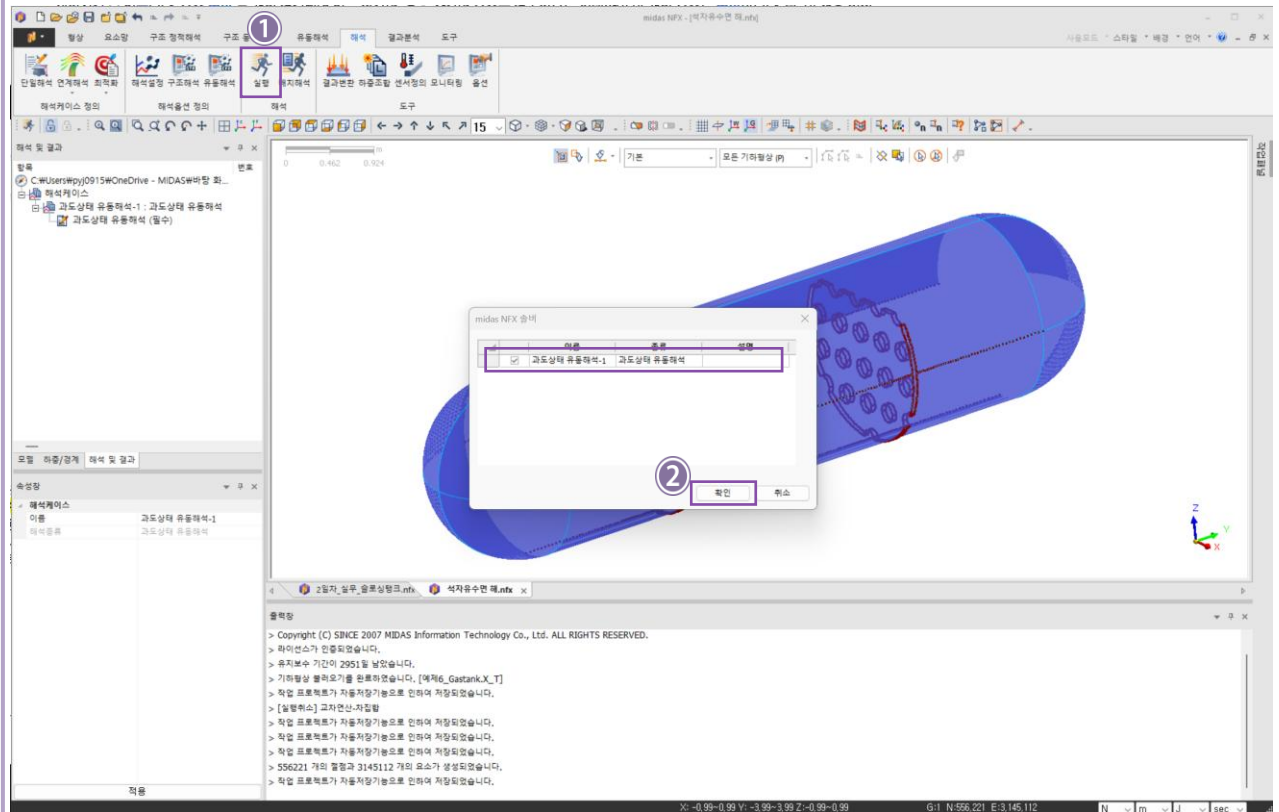 midas NFX - [석자유수면 해.nfx]
형상 요소망 구조 정적해석 구조 유동해석 해석 결과분석 도구
①
사용모드 스타일 배경 언어
단일해석 연계해석 최적화 해석설정 구조해석 유동해석 실행 결과변환 하중조합 센서정의 모니터링 옵션
해석케이스 정의 해석옵션 정의 해석 도구
15
해석 및 결과
작업트리
항목 번호
C:₩Users₩pyj0915₩OneDrive - MIDAS₩바탕 화...
해석케이스
과도상태 유동해석-1 : 과도상태 유동해석
과도상태 유동해석 (필수)
m
0 0.462 0.924
기본 모든 기하형상 (P)
midas NFX 솔버
이름 종류 설명
과도상태 유동해석-1 과도상태 유동해석
②
확인 취소
모델 하중/경계 해석 및 결과
속성창
해석케이스
이름 과도상태 유동해석-1
해석종류 과도상태 유동해석
적용
Z
Y
X
2일차_실무_슬로싱탱크.nfx 석자유수면 해.nfx
출력창
> Copyright (C) SINCE 2007 MIDAS Information Technology Co., Ltd. ALL RIGHTS RESERVED.
> 라이선스가 인증되었습니다.
> 유지보수 기간이 2951일 남았습니다.
> 기하형상 불러오기를 완료하였습니다. [예제6_Gastank.X_T]
> 작업 프로젝트가 자동저장기능으로 인하여 저장되었습니다.
> [실행취소] 교차연산-차집합
> 작업 프로젝트가 자동저장기능으로 인하여 저장되었습니다.
> 작업 프로젝트가 자동저장기능으로 인하여 저장되었습니다.
> 작업 프로젝트가 자동저장기능으로 인하여 저장되었습니다.
> 556221 개의 절점과 3145112 개의 요소가 생성되었습니다.
> 작업 프로젝트가 자동저장기능으로 인하여 저장되었습니다.
X: -0.99~0.99 Y: -3.99~3.99 Z:-0.99~0.99 G:1 N:556,221 E:3,145,112 N m J sec